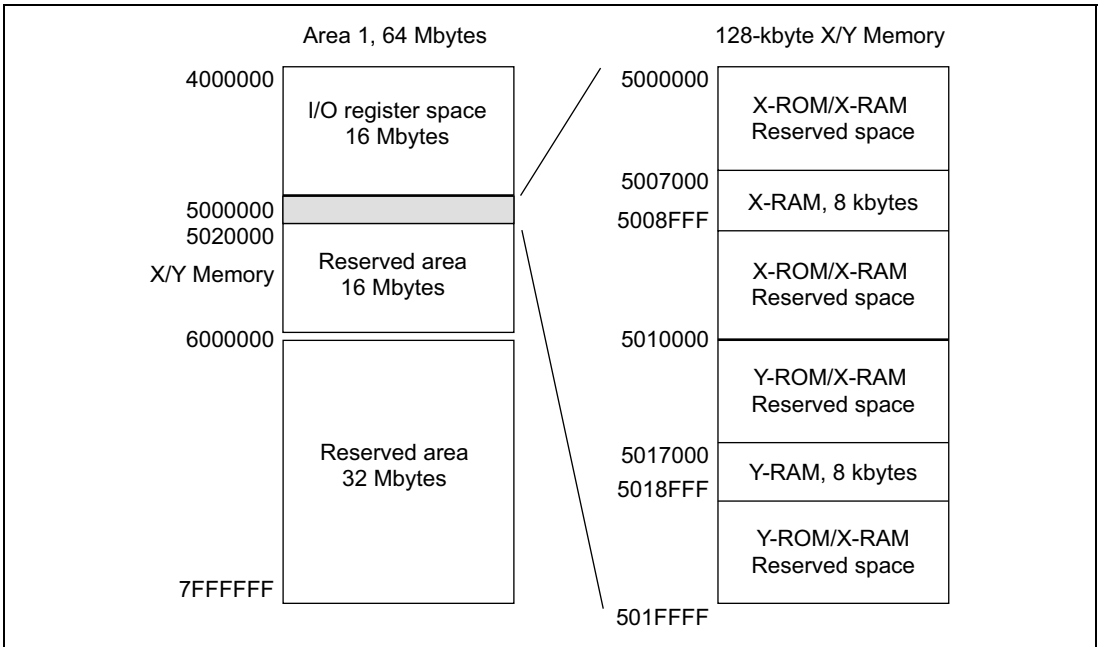 Area 1, 64 Mbytes
4000000
I/O register space
16 Mbytes
5000000
5020000
X/Y Memory
Reserved area
16 Mbytes
6000000
Reserved area
32 Mbytes
7FFFFFF
128-kbyte X/Y Memory
5000000
X-ROM/X-RAM
Reserved space
5007000
X-RAM, 8 kbytes
5008FFF
X-ROM/X-RAM
Reserved space
5010000
Y-ROM/X-RAM
Reserved space
5017000
Y-RAM, 8 kbytes
5018FFF
Y-ROM/X-RAM
Reserved space
501FFFF